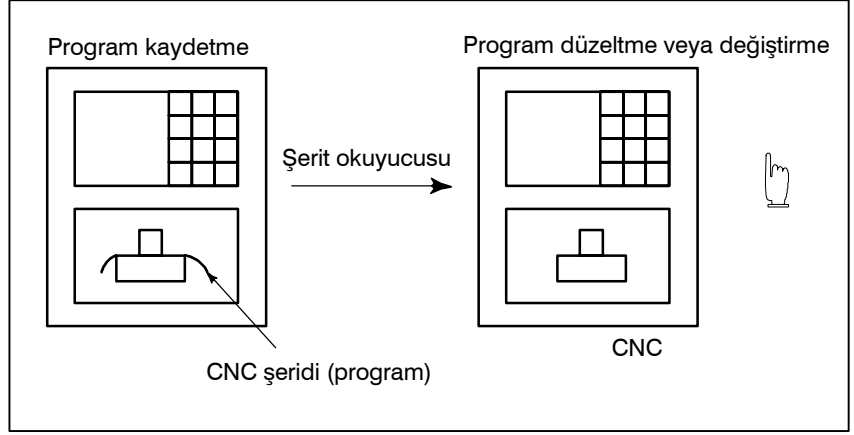 Program kaydetme
Program düzeltme veya değiştirme
Şerit okuyucusu
CNC
CNC şeridi (program)